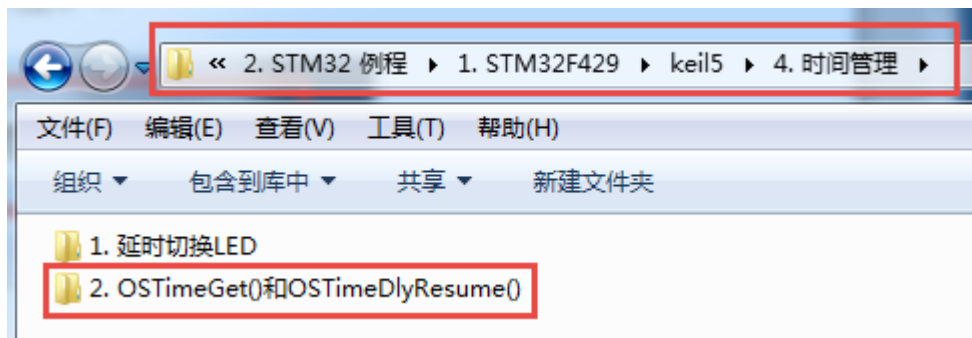 « 2. STM32 例程 ▸ 1. STM32F429 ▸ keil5 ▸ 4. 时间管理 ▸
文件(F) 编辑(E) 查看(V) 工具(T) 帮助(H)
组织 ▼ 包含到库中 ▼ 共享 ▼ 新建文件夹
1. 延时切换LED
2. OSTimeGet()和OSTimeDlyResume()